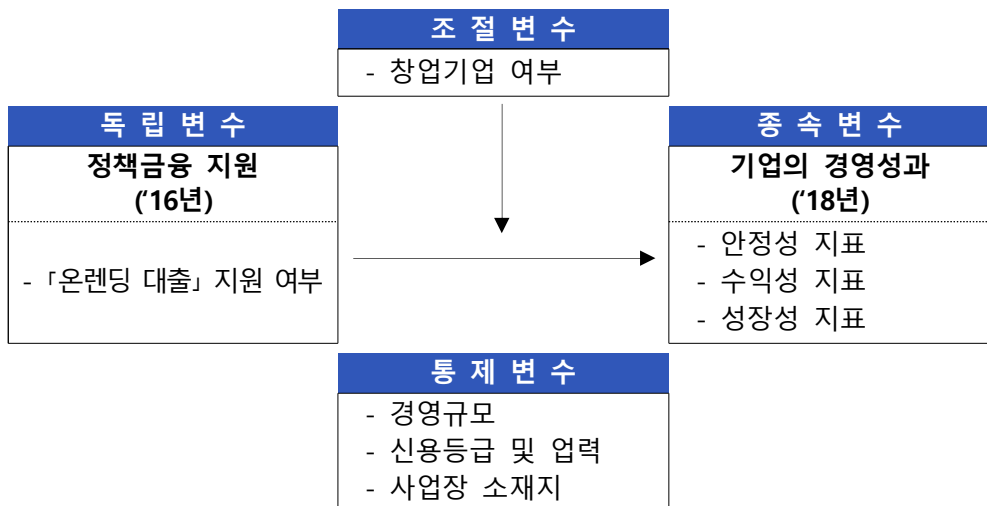 조 절 변 수
- 창업기업 여부
독 립 변 수
정책금융 지원
(‘16년)
- 「온렌딩 대출」 지원 여부
종 속 변 수
기업의 경영성과
(‘18년)
- 안정성 지표
- 수익성 지표
- 성장성 지표
통 제 변 수
- 경영규모
- 신용등급 및 업력
- 사업장 소재지